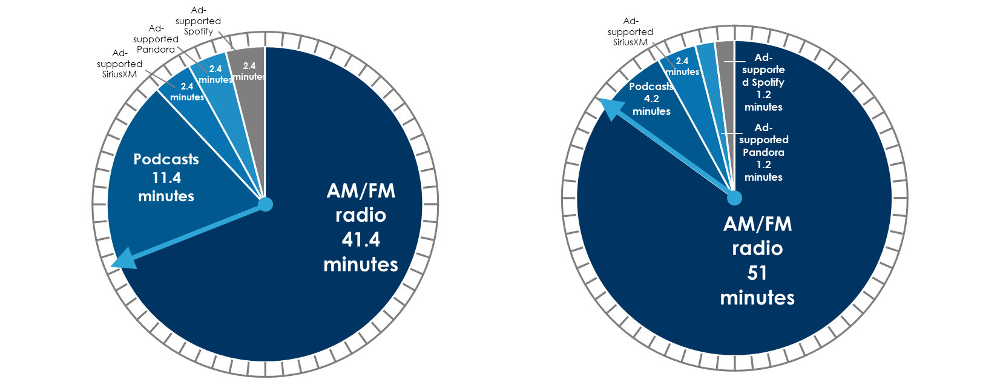 Ad-
supported
Spotify
Ad-
supported
Pandora
Ad-
supported
SiriusXM
2.4
minutes
2.4
minutes
2.4
minutes
Podcasts
11.4
minutes
AM/FM
radio
41.4
minutes
Ad-
supported
SiriusXM
2.4
minutes
Podcasts
4.2
minutes
Ad-
supporte
d Spotify
1.2
minutes
Ad-
supported
Pandora
1.2
minutes
AM/FM
radio
51
minutes